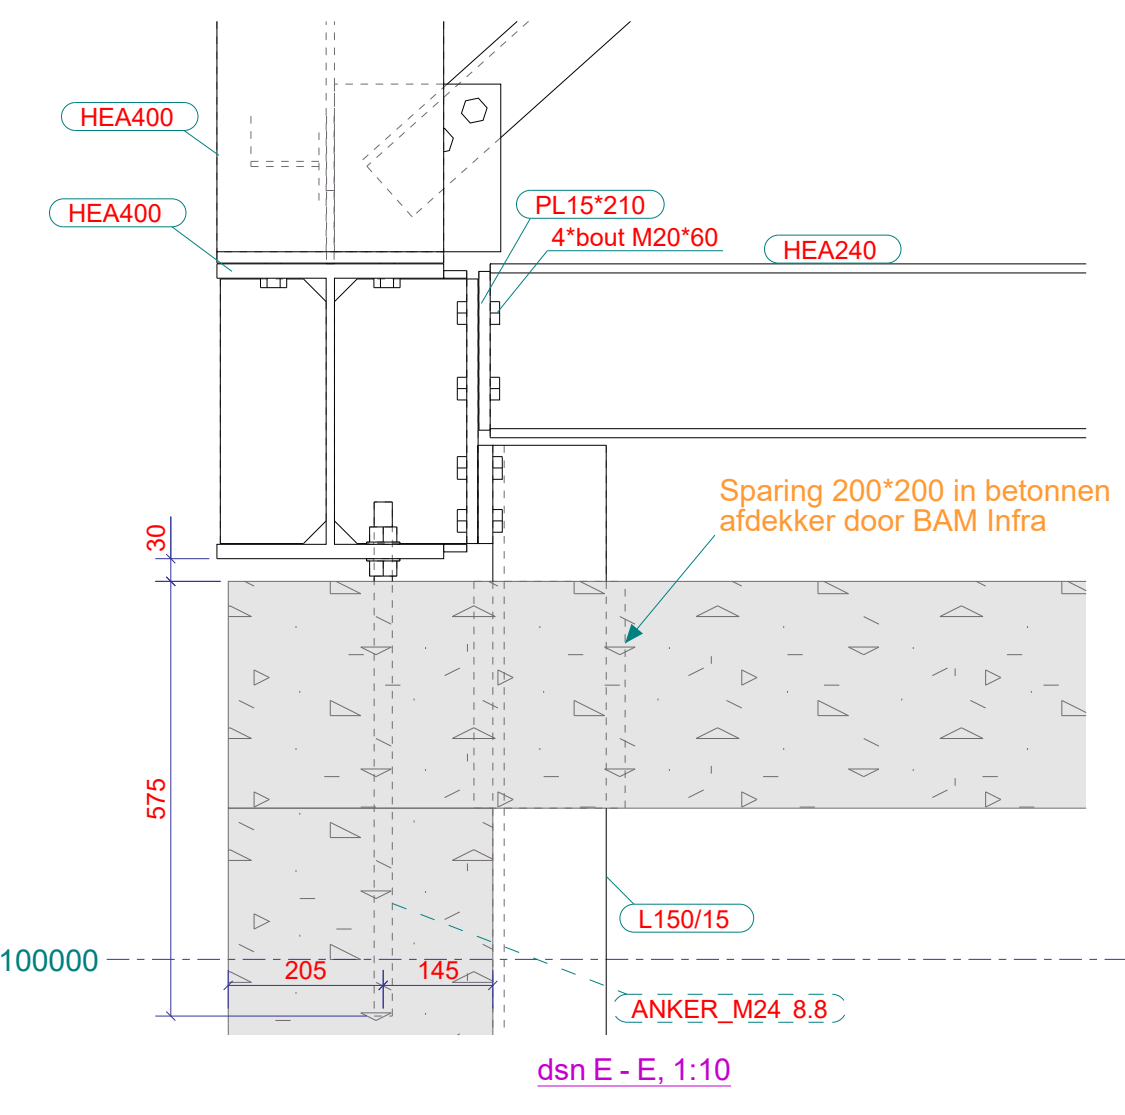 HEA400
HEA400
PL15*210
4*bout M20*60
HEA240
Sparing 200*200 in betonnen
afdekker door BAM Infra
30
575
L150/15
100000
205
145
ANKER_M24 8.8
dsn E - E, 1:10